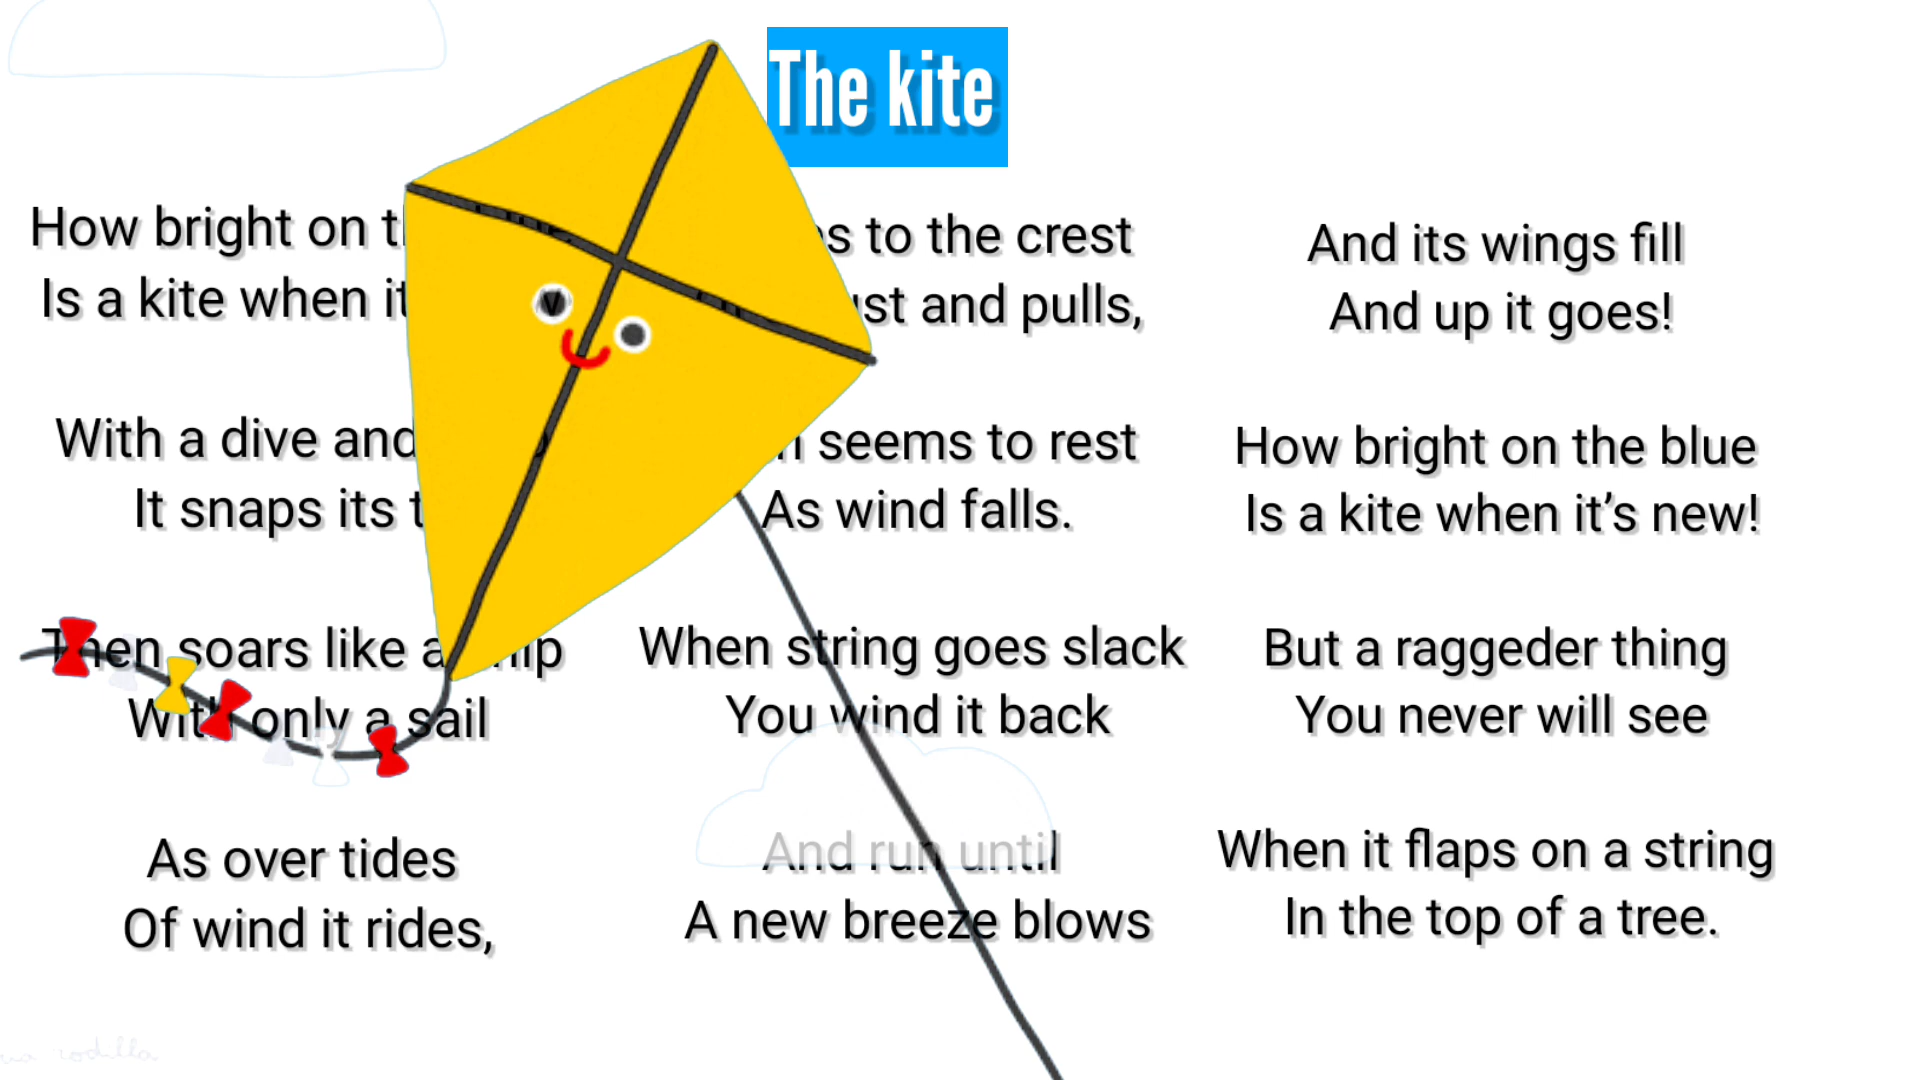 The kite
How bright on
Is a kite when it
With a dive and
It snaps its
Then soars like a
With only a sail
As over tides
Of wind it rides,
to the crest
and pulls,
seems to rest
As wind falls.
When string goes slack
You wind it back
And run until
A new breeze blows
And its wings fill
And up it goes!
How bright on the blue
Is a kite when it’s new!
But a raggeder thing
You never will see
When it flaps on a string
In the top of a tree.